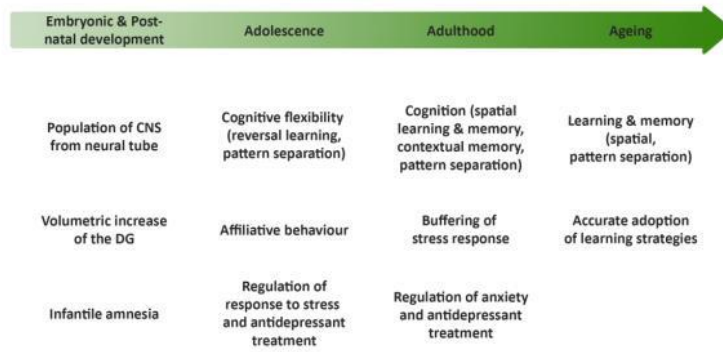 Embryonic & Post-
natal development
Adolescence
Adulthood
Ageing
Population of CNS
from neural tube
Cognitive flexibility
(reversal learning,
pattern separation)
Cognition (spatial
learning & memory,
contextual memory,
pattern separation)
Learning & memory
(spatial,
pattern separation)
Volumetric increase
of the DG
Affiliative behaviour
Buffering of
stress response
Accurate adoption
of learning strategies
Infantile amnesia
Regulation of
response to stress
and antidepressant
treatment
Regulation of anxiety
and antidepressant
treatment